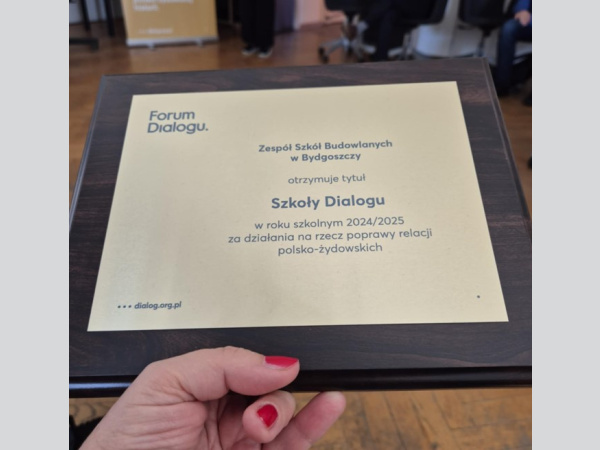 Forum
Dialogu.
Zespół Szkół Budowlanych
w Bydgoszczy
otrzymuje tytuł
Szkoły Dialogu
w roku szkolnym 2024/2025
za działania na rzecz poprawy relacji
polsko-żydowskich
••• dialog.org.pl